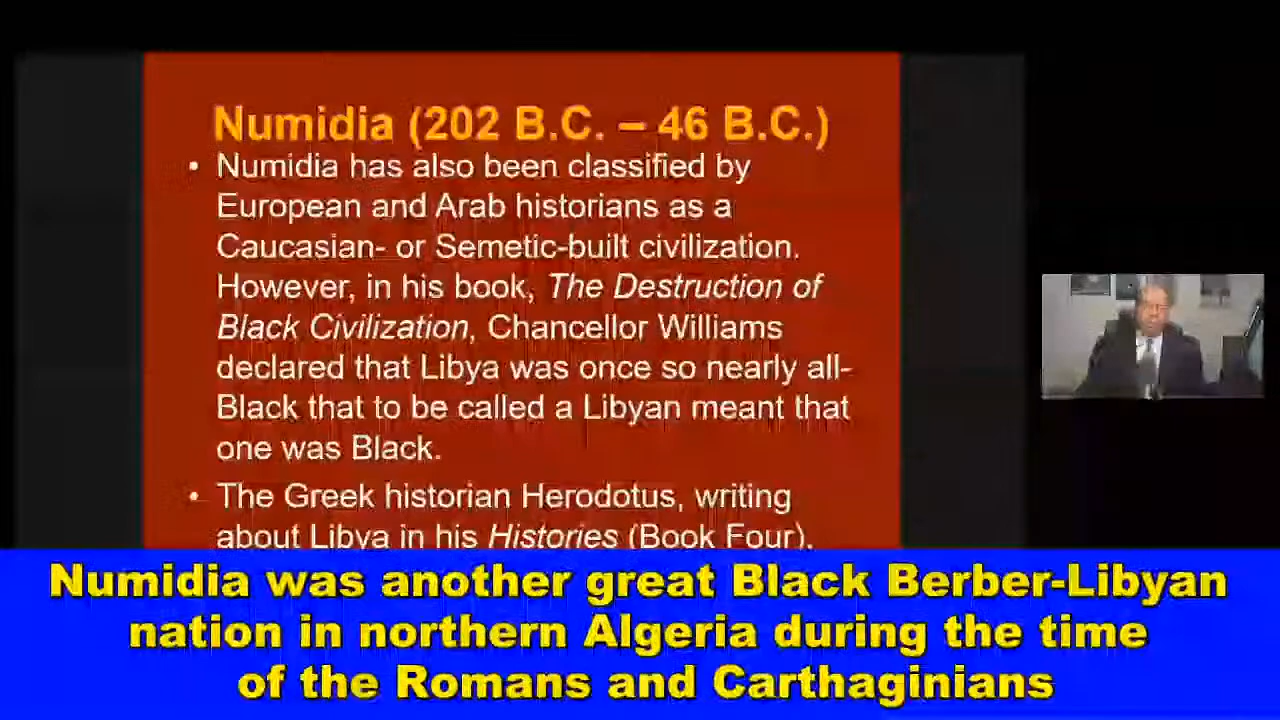 Numidia (202 B.C. – 46 B.C.)
• Numidia has also been classified by
European and Arab historians as a
Caucasian- or Semetic-built civilization.
However, in his book, The Destruction of
Black Civilization, Chancellor Williams
declared that Libya was once so nearly all-
Black that to be called a Libyan meant that
one was Black.
• The Greek historian Herodotus, writing
about Libya in his Histories (Book Four),
Numidia was another great Black Berber-Libyan
nation in northern Algeria during the time
of the Romans and Carthaginians